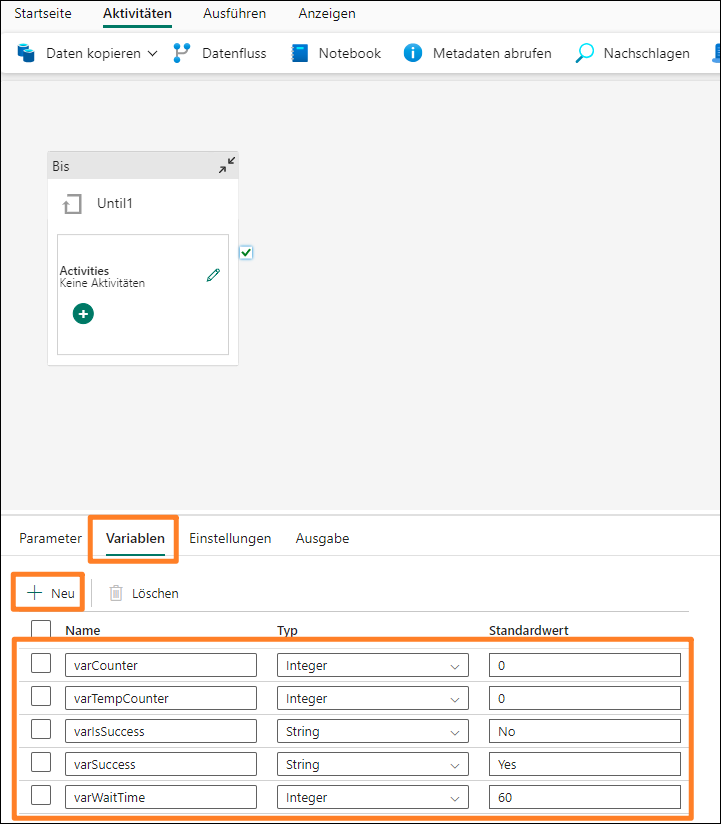 Startseite Aktivitäten Ausführen Anzeigen
Daten kopieren Datenfluss Notebook Metadaten abrufen Nachschlagen
Bis
Until1
Activities
Keine Aktivitäten
Parameter Variablen Einstellungen Ausgabe
Neu Löschen
Name Typ Standardwert
varCounter Integer 0
varTempCounter Integer 0
varIsSuccess String No
varSuccess String Yes
varWaitTime Integer 60